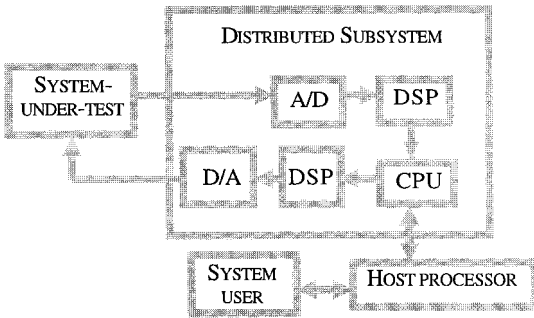 DISTRIBUTED SUBSYSTEM
SYSTEM-
UNDER-TEST
A/D
DSP
D/A
DSP
CPU
SYSTEM
USER
HOST PROCESSOR